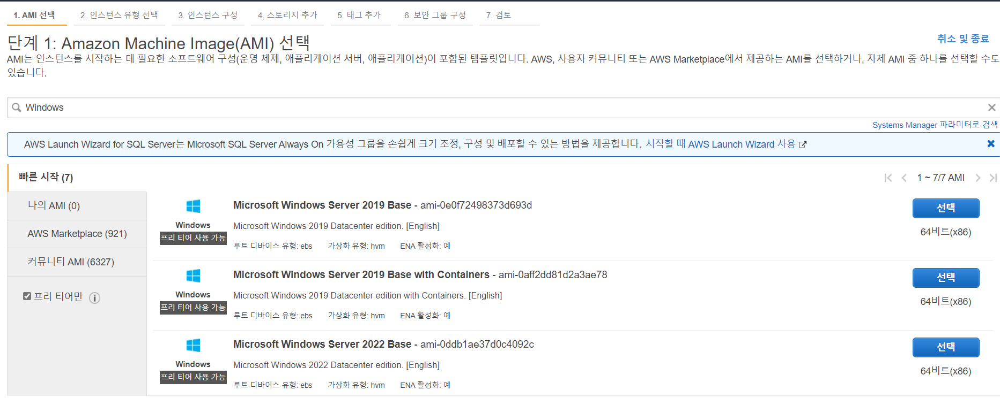 1. AMI 선택 2. 인스턴스 유형 선택 3. 인스턴스 구성 4. 스토리지 추가 5. 태그 추가 6. 보안 그룹 구성 7. 검토
단계 1: Amazon Machine Image(AMI) 선택
취소 및 종료
AMI는 인스턴스를 시작하는 데 필요한 소프트웨어 구성(운영 체제, 애플리케이션 서버, 애플리케이션)이 포함된 템플릿입니다. AWS, 사용자 커뮤니티 또는 AWS Marketplace에서 제공하는 AMI를 선택하거나, 자체 AMI 중 하나를 선택할 수도
있습니다.
Windows
Systems Manager 파라미터로 검색
AWS Launch Wizard for SQL Server는 Microsoft SQL Server Always On 가용성 그룹을 손쉽게 크기 조정, 구성 및 배포할 수 있는 방법을 제공합니다. 시작할 때 AWS Launch Wizard 사용
빠른 시작 (7)
1 ~ 7/7 AMI
나의 AMI (0)
AWS Marketplace (921)
커뮤니티 AMI (6327)
프리 티어만
Windows
프리 티어 사용 가능
Microsoft Windows Server 2019 Base - ami-0e0f72498373d693d
Microsoft Windows 2019 Datacenter edition. [English]
루트 디바이스 유형: ebs 가상화 유형: hvm ENA 활성화: 예
선택
64비트(x86)
Windows
프리 티어 사용 가능
Microsoft Windows Server 2019 Base with Containers - ami-0aff2dd81d2a3ae78
Microsoft Windows 2019 Datacenter edition with Containers. [English]
루트 디바이스 유형: ebs 가상화 유형: hvm ENA 활성화: 예
선택
64비트(x86)
Windows
프리 티어 사용 가능
Microsoft Windows Server 2022 Base - ami-0ddb1ae37d0c4092c
Microsoft Windows 2022 Datacenter edition. [English]
루트 디바이스 유형: ebs 가상화 유형: hvm ENA 활성화: 예
선택
64비트(x86)